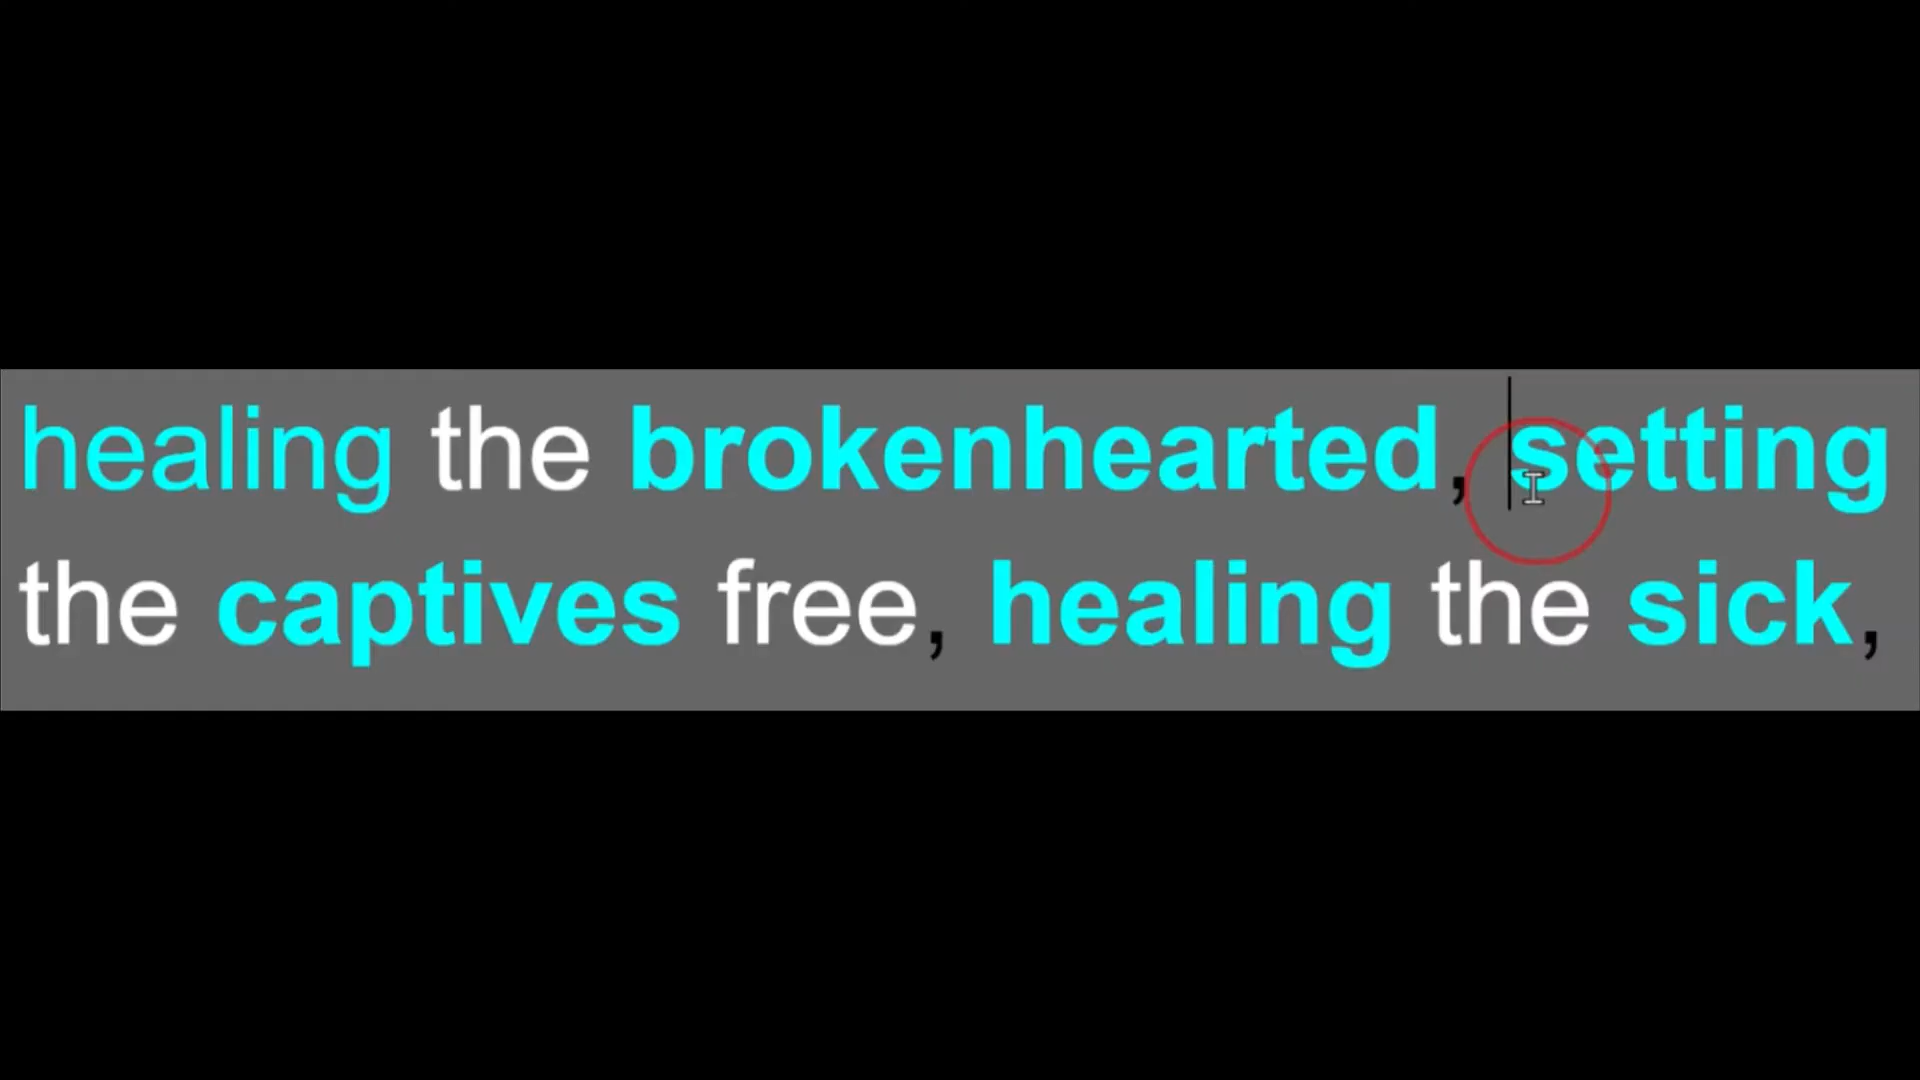 healing the brokenhearted, setting
the captives free, healing the sick,